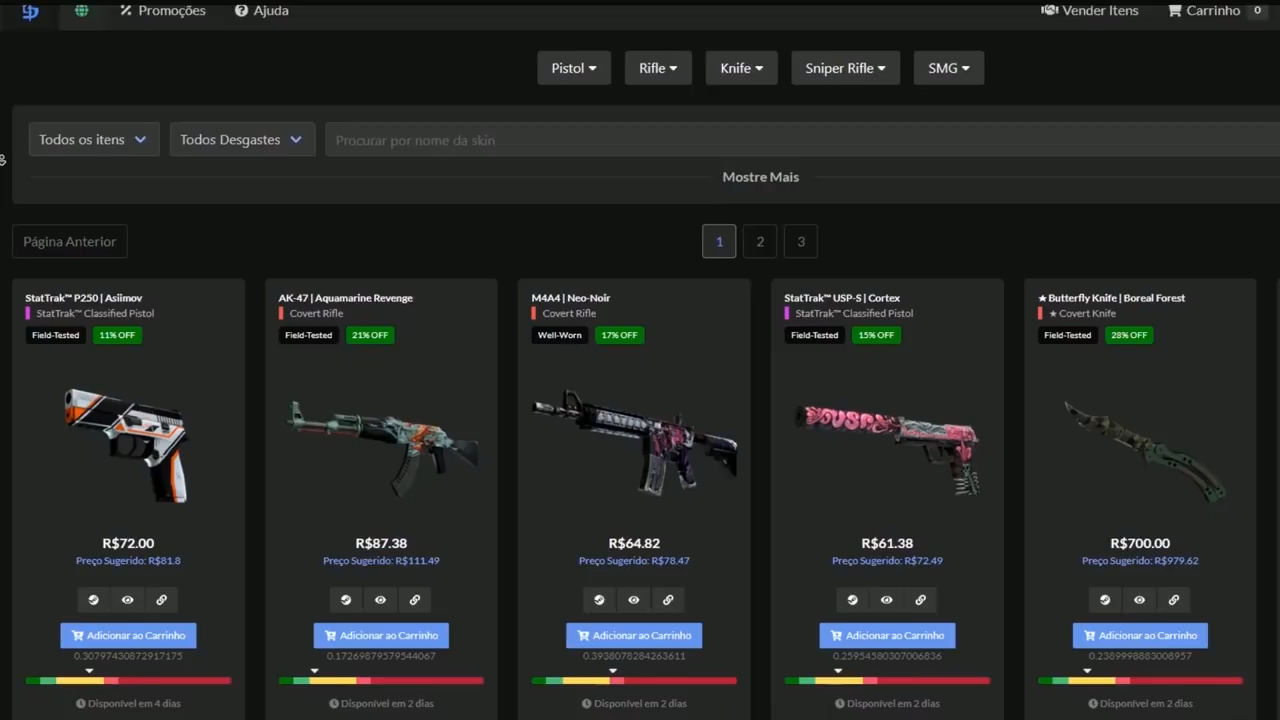 Promoções
Ajuda
Vender Itens
Carrinho 0
Pistol
Rifle
Knife
Sniper Rifle
SMG
Todos os itens
Todos Desgastes
Procurar por nome da skin
Mostre Mais
Página Anterior
1
2
3
StatTrak™ P250 | Asiimov
StatTrak™ Classified Pistol
Field-Tested 11% OFF
R$72.00
Preço Sugerido: R$81.8
Adicionar ao Carrinho
0.30797430872917175
Disponível em 4 dias
AK-47 | Aquamarine Revenge
Covert Rifle
Field-Tested 21% OFF
R$87.38
Preço Sugerido: R$111.49
Adicionar ao Carrinho
0.17269879579544067
Disponível em 2 dias
M4A4 | Neo-Noir
Covert Rifle
Well-Worn 17% OFF
R$64.82
Preço Sugerido: R$78.47
Adicionar ao Carrinho
0.3938078284263611
Disponível em 2 dias
StatTrak™ USP-S | Cortex
StatTrak™ Classified Pistol
Field-Tested 15% OFF
R$61.38
Preço Sugerido: R$72.49
Adicionar ao Carrinho
0.25954580307006836
Disponível em 2 dias
★ Butterfly Knife | Boreal Forest
★ Covert Knife
Field-Tested 28% OFF
R$700.00
Preço Sugerido: R$979.62
Adicionar ao Carrinho
0.2389998883008957
Disponível em 2 dias